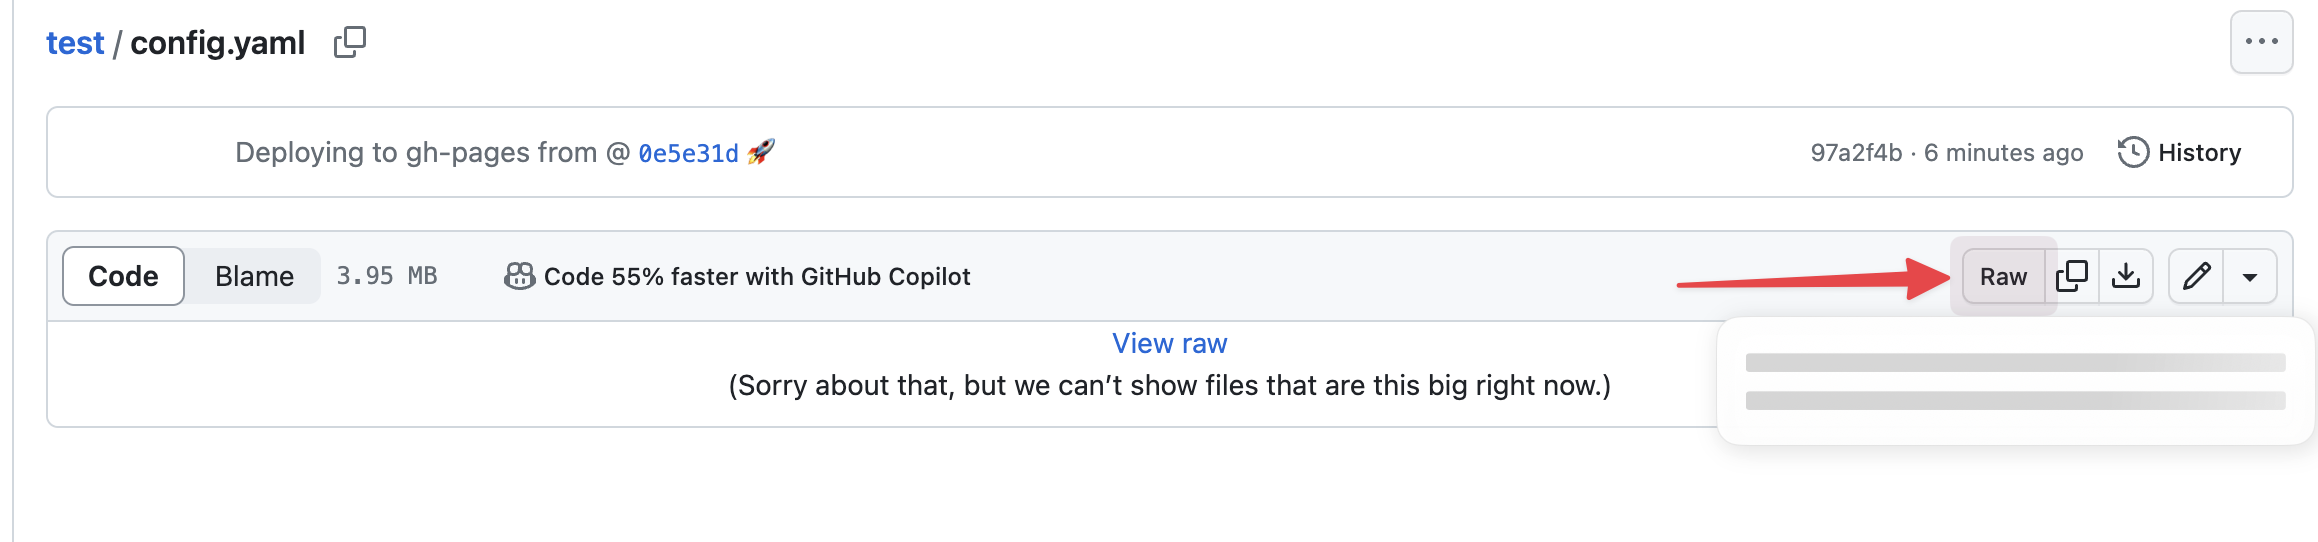 test / config.yaml
Deploying to gh-pages from @ 0e5e31d 🚀
97a2f4b · 6 minutes ago
History
Code
Blame
3.95 MB
Code 55% faster with GitHub Copilot
Raw
View raw
(Sorry about that, but we can’t show files that are this big right now.)